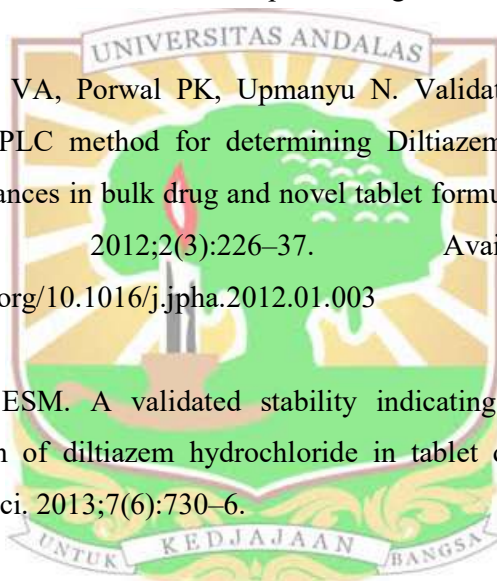 UNIVERSITAS ANDALAS
VA, Porwal PK, Upmanyu N. Validat
PLC method for determining Diltiazem
ances in bulk drug and novel tablet formu
2012;2(3):226–37. Avai
org/10.1016/j.jpha.2012.01.003
ESM. A validated stability indicating
n of diltiazem hydrochloride in tablet
ci. 2013;7(6):730–6.
UNTUK KEDJAJAAN BANGSA